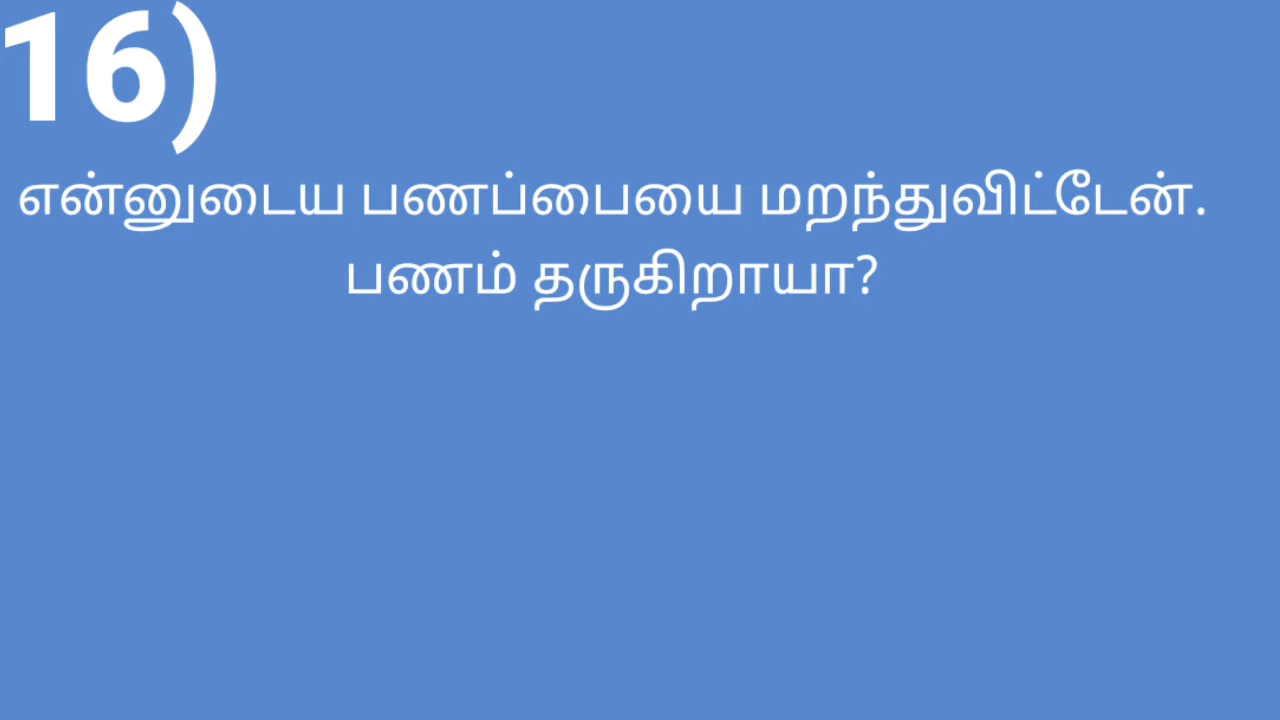 16)
என்னுடைய பணப்பையை மறந்துவிட்டேன்.
பணம் தருகிறாயா?